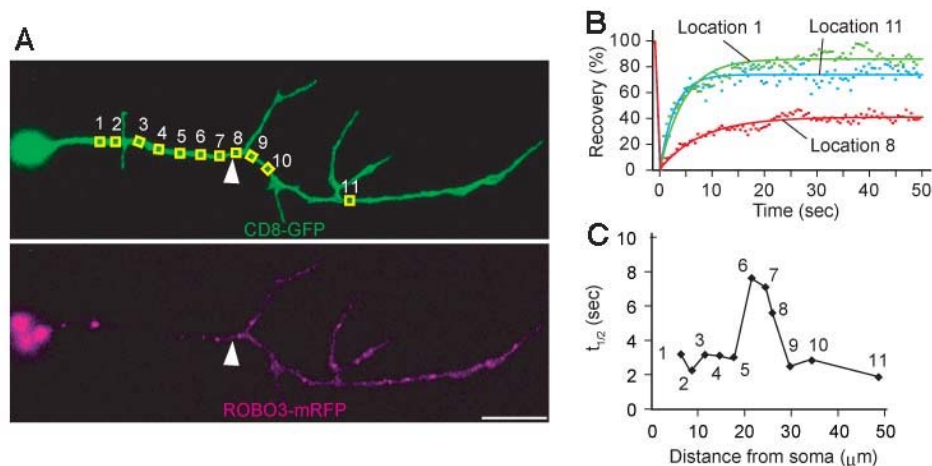 A
1 2 3 4 5 6 7 8 9 10 11
CD8-GFP
ROBO3-mRFP
B
Location 1
Location 11
Location 8
Recovery (%)
100
80
60
40
20
0
0 10 20 30 40 50
Time (sec)
C
t1/2 (sec)
10
8
6
4
2
0
1 2 3 4 5 6 7 8 9 10 11
0 10 20 30 40 50
Distance from soma (μm)